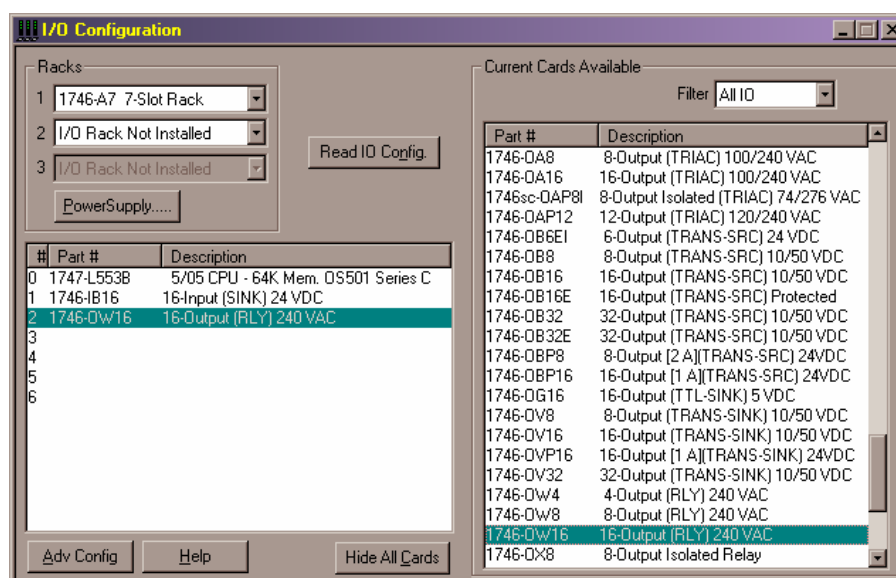 I/O Configuration
Racks
1 1746-A7 7-Slot Rack
2 I/O Rack Not Installed
3 I/O Rack Not Installed
PowerSupply.....
Read IO Config.
# Part # Description
0 1747-L553B 5/05 CPU - 64K Mem. OS501 Series C
1 1746-IB16 16-Input (SINK) 24 VDC
2 1746-OW16 16-Output (RLY) 240 VAC
3
4
5
6
Adv Config
Help
Hide All Cards
Current Cards Available
Filter All IO
Part # Description
1746-OA8 8-Output (TRIAC) 100/240 VAC
1746-OA16 16-Output (TRIAC) 100/240 VAC
1746sc-OAP8I 8-Output Isolated (TRIAC) 74/276 VAC
1746-OAP12 12-Output (TRIAC) 120/240 VAC
1746-OB6EI 6-Output (TRANS-SRC) 24 VDC
1746-OB8 8-Output (TRANS-SRC) 10/50 VDC
1746-OB16 16-Output (TRANS-SRC) 10/50 VDC
1746-OB16E 16-Output (TRANS-SRC) Protected
1746-OB32 32-Output (TRANS-SRC) 10/50 VDC
1746-OB32E 32-Output (TRANS-SRC) 10/50 VDC
1746-OBP8 8-Output [2 A](TRANS-SRC) 24VDC
1746-OBP16 16-Output [1 A](TRANS-SRC) 24VDC
1746-OG16 16-Output (TTL-SINK) 5 VDC
1746-OV8 8-Output (TRANS-SINK) 10/50 VDC
1746-OV16 16-Output (TRANS-SINK) 10/50 VDC
1746-OVP16 16-Output [1 A](TRANS-SINK) 24VDC
1746-OV32 32-Output (TRANS-SINK) 10/50 VDC
1746-OW4 4-Output (RLY) 240 VAC
1746-OW8 8-Output (RLY) 240 VAC
1746-OW16 16-Output (RLY) 240 VAC
1746-OX8 8-Output Isolated Relay